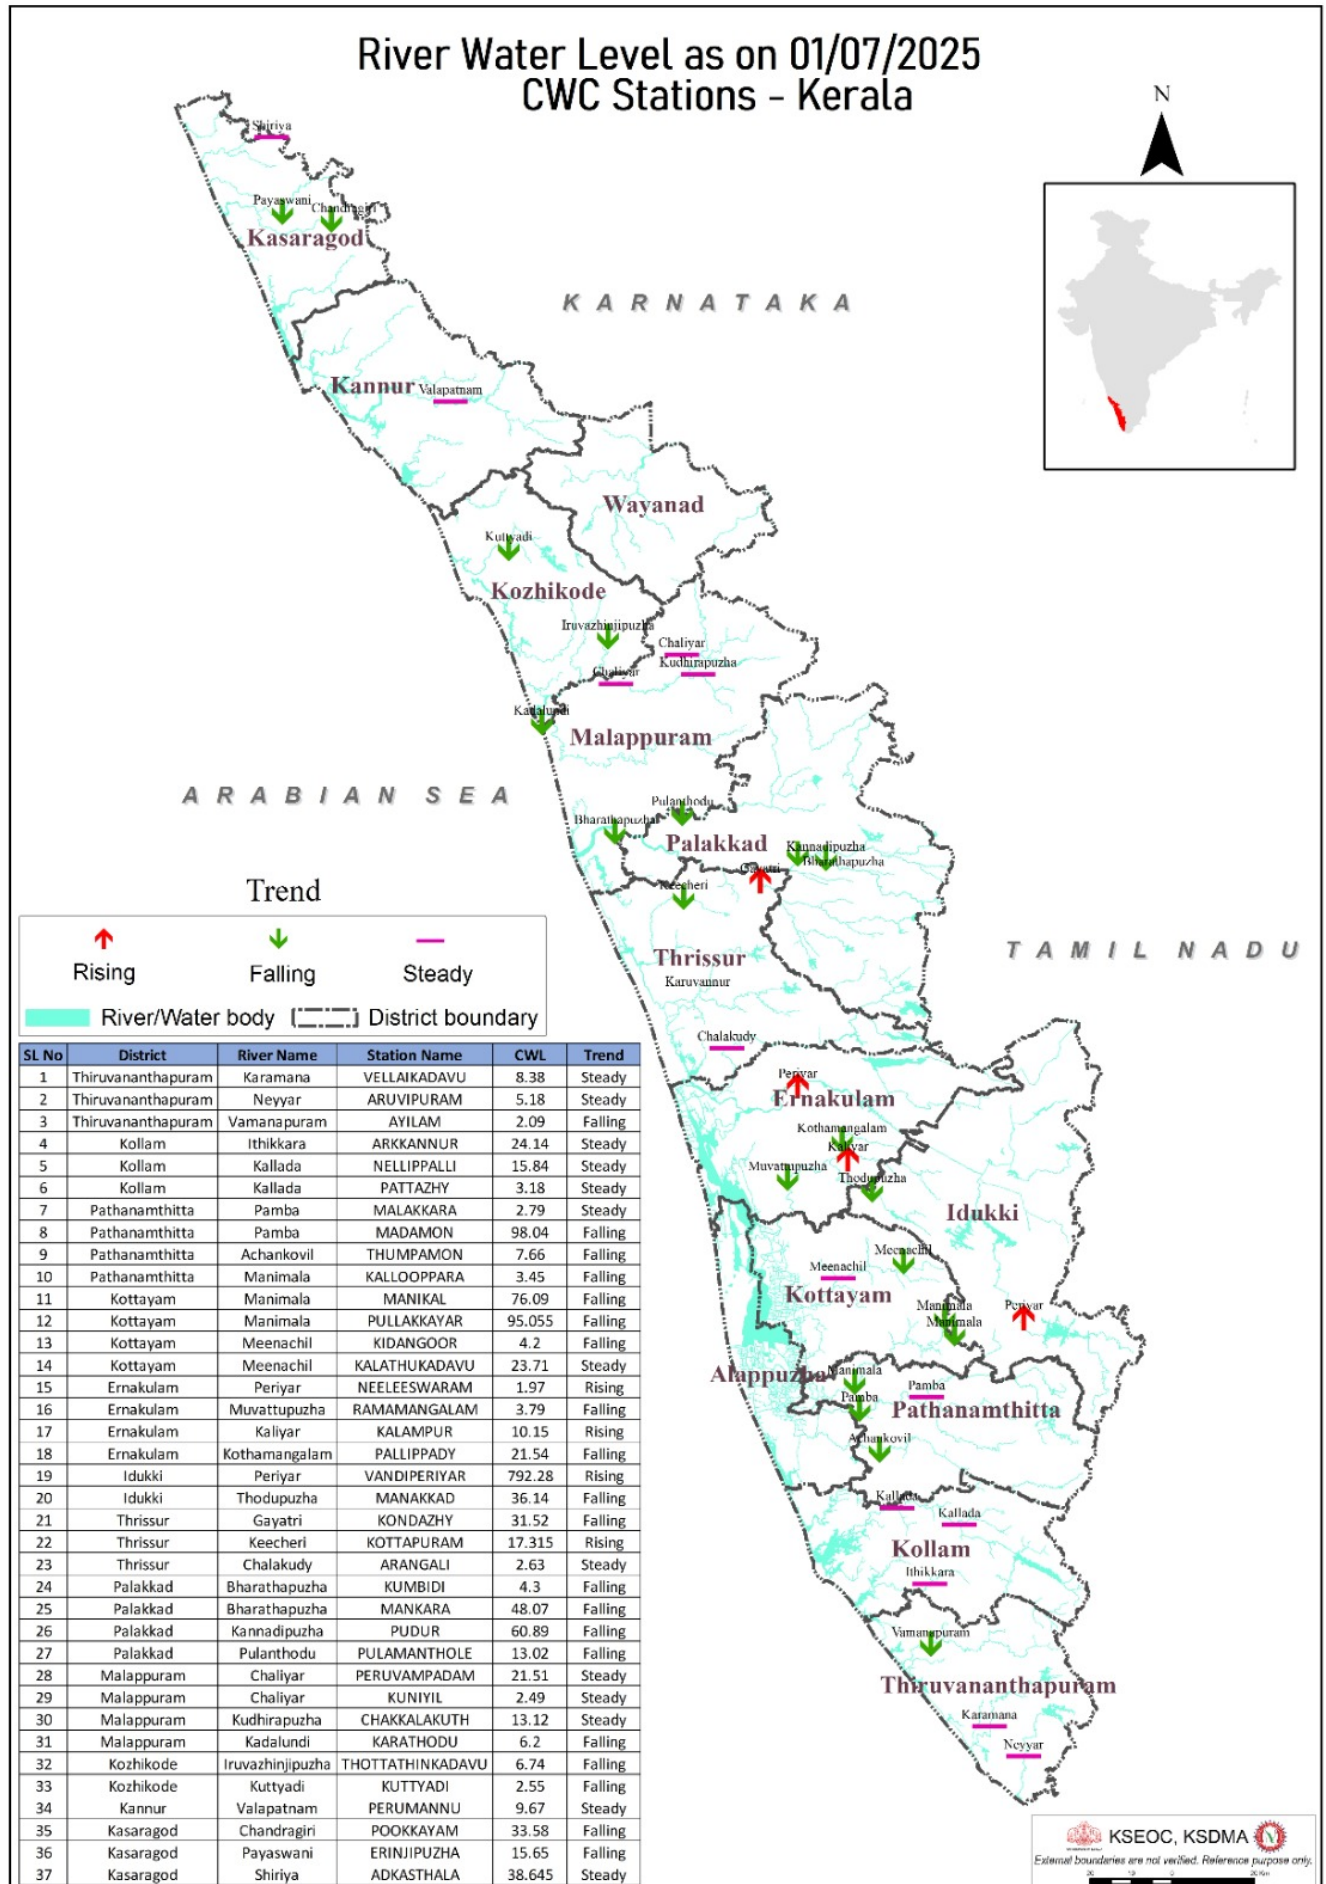 River Water Level as on 01/07/2025
CWC Stations - Kerala
N
Shiriya
Payaswani
Chandragiri
Kasaragod
KARNATAKA
Kannur
Valapatnam
Wayanad
Kuttyadi
Kozhikode
Iruvazhinjipuzha
Chaliyar
Kudhirapuzha
Chaliyar
Kadalundi
Malappuram
ARABIAN SEA
Pulanthodu
Bharathapuzha
Palakkad
Kannadipuzha
Bharathapuzha
Gayatri
Keecheri
Thrissur
Karuvannur
TAMIL NADU
Chalakudy
Periyar
Ernakulam
Kothamangalam
Kaliyar
Muvattupuzha
Thodupuzha
Idukki
Meenachil
Meenachil
Kottayam
Manimala
Manimala
Periyar
Alappuzha
Manimala
Pamba
Pamba
Pathanamthitta
Achankovil
Kallada
Kallada
Kollam
Ithikkara
Vamanapuram
Thiruvananthapuram
Karamana
Neyyar
Trend
Rising Falling Steady
River/Water body District boundary
SL No District River Name Station Name CWL Trend
1 Thiruvananthapuram Karamana VELLAIKADAVU 8.38 Steady
2 Thiruvananthapuram Neyyar ARUVIPURAM 5.18 Steady
3 Thiruvananthapuram Vamanapuram AYILAM 2.09 Falling
4 Kollam Ithikkara ARKKANNUR 24.14 Steady
5 Kollam Kallada NELLIPPALLI 15.84 Steady
6 Kollam Kallada PATTAZHY 3.18 Steady
7 Pathanamthitta Pamba MALAKKARA 2.79 Steady
8 Pathanamthitta Pamba MADAMON 98.04 Falling
9 Pathanamthitta Achankovil THUMPAMON 7.66 Falling
10 Pathanamthitta Manimala KALLOOPPARA 3.45 Falling
11 Kottayam Manimala MANIKAL 76.09 Falling
12 Kottayam Manimala PULLAKKAYAR 95.055 Falling
13 Kottayam Meenachil KIDANGOOR 4.2 Falling
14 Kottayam Meenachil KALATHUKADAVU 23.71 Steady
15 Ernakulam Periyar NEELEESWARAM 1.97 Rising
16 Ernakulam Muvattupuzha RAMAMANGALAM 3.79 Falling
17 Ernakulam Kaliyar KALAMPUR 10.15 Rising
18 Ernakulam Kothamangalam PALLIPPADY 21.54 Falling
19 Idukki Periyar VANDIPERIYAR 792.28 Rising
20 Idukki Thodupuzha MANAKKAD 36.14 Falling
21 Thrissur Gayatri KONDAZHY 31.52 Falling
22 Thrissur Keecheri KOTTAPURAM 17.315 Rising
23 Thrissur Chalakudy ARANGALI 2.63 Steady
24 Palakkad Bharathapuzha KUMBIDI 4.3 Falling
25 Palakkad Bharathapuzha MANKARA 48.07 Falling
26 Palakkad Kannadipuzha PUDUR 60.89 Falling
27 Palakkad Pulanthodu PULAMANTHOLE 13.02 Falling
28 Malappuram Chaliyar PERUVAMPADAM 21.51 Steady
29 Malappuram Chaliyar KUNIYIL 2.49 Steady
30 Malappuram Kudhirapuzha CHAKKALAKUTH 13.12 Steady
31 Malappuram Kadalundi KARATHODU 6.2 Falling
32 Kozhikode Iruvazhinjipuzha THOTTATHINKADAVU 6.74 Falling
33 Kozhikode Kuttyadi KUTTYADI 2.55 Falling
34 Kannur Valapatnam PERUMANNU 9.67 Steady
35 Kasaragod Chandragiri POOKKAYAM 33.58 Falling
36 Kasaragod Payaswani ERINJIPUZHA 15.65 Falling
37 Kasaragod Shiriya ADKASTHALA 38.645 Steady
KSEOC, KSDMA
External boundaries are not verified. Reference purpose only.